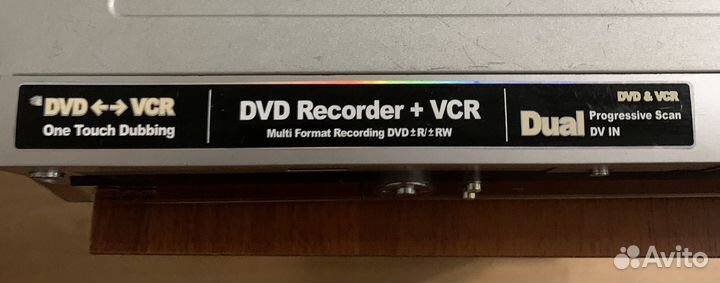 DVD ←→ VCR
One Touch Dubbing
DVD Recorder + VCR
Multi Format Recording DVD±R/±RW
DVD & VCR
Dual Progressive Scan
DV IN
Avito